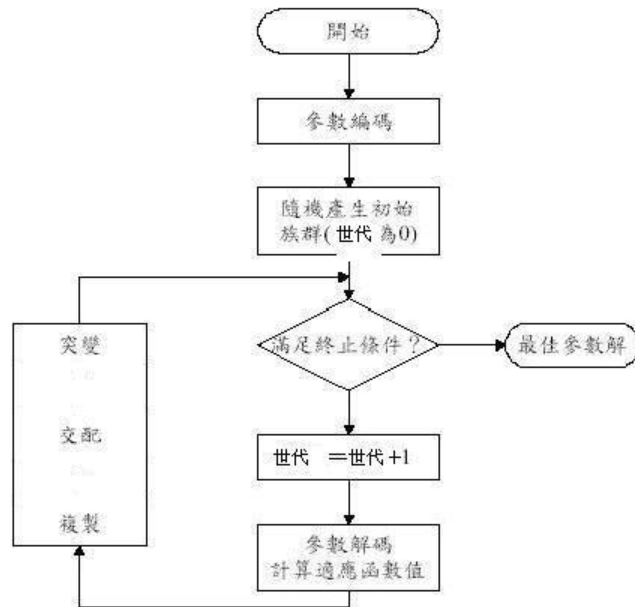 開始
參數編碼
隨機產生初始
族群(世代為0)
滿足終止條件？
最佳參數解
世代 ＝世代+1
參數解碼
計算適應函數值
突變
交配
複製